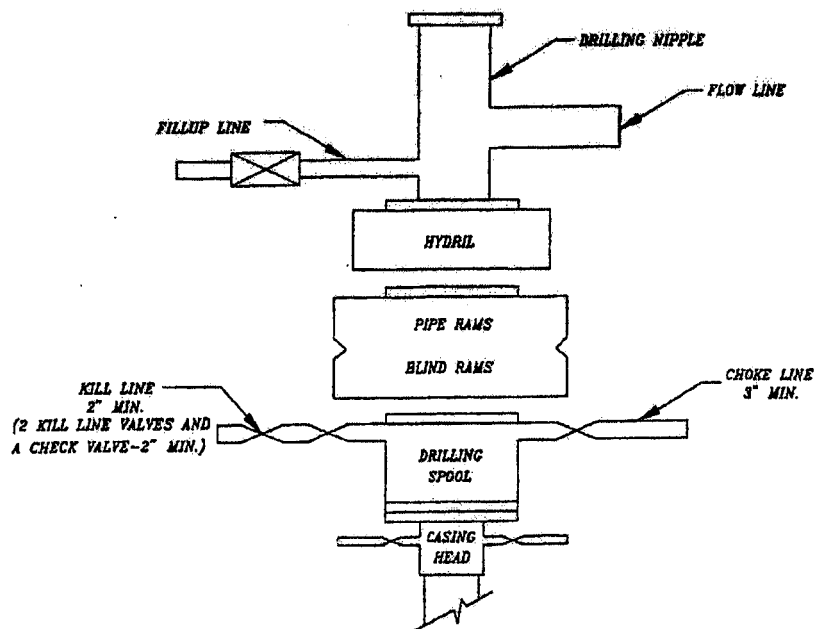 DRILLING NIPPLE
FLOW LINE
FILLUP LINE
HYDRIL
PIPE RAMS
BLIND RAMS
KILL LINE
2" MIN.
(2 KILL LINE VALVES AND
A CHECK VALVE-2" MIN.)
CHOKE LINE
3" MIN.
DRILLING
SPOOL
CASING
HEAD